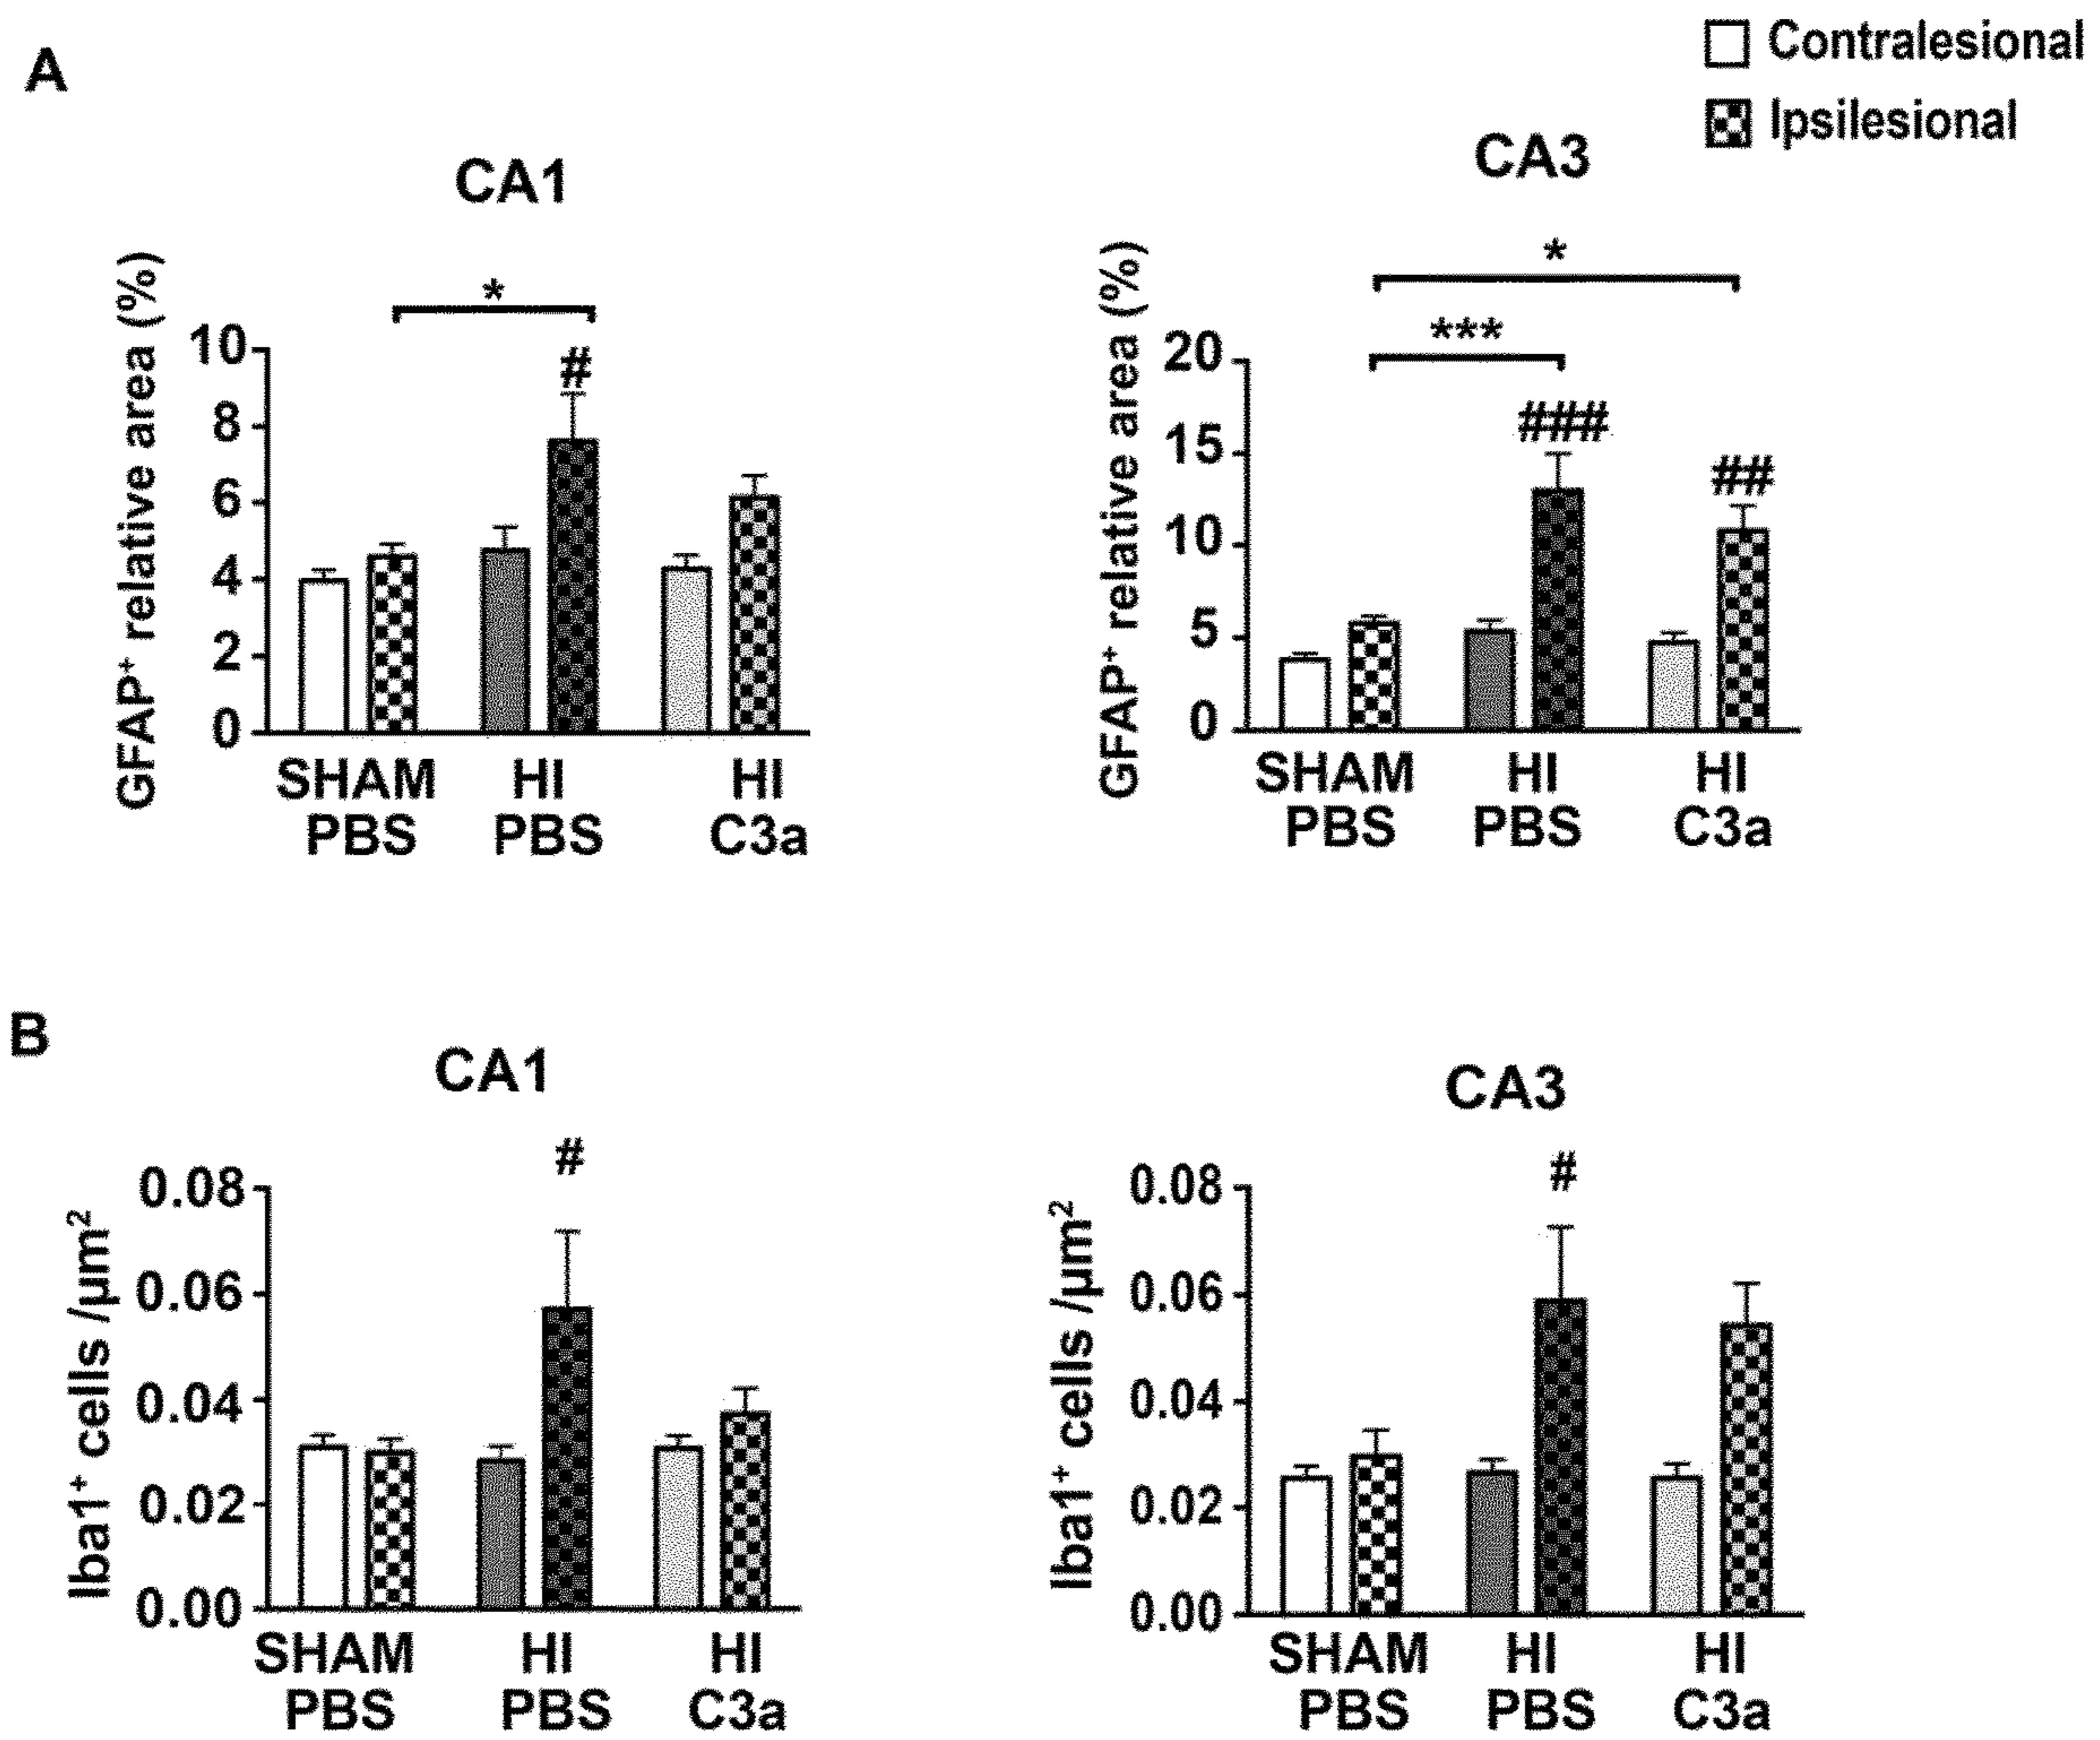 Contralesional
Ipsilesional
A
CA1
GFAP⁺ relative area (%)
*
#
10
8
6
4
2
0
SHAM PBS
HI PBS
HI C3a
CA3
GFAP⁺ relative area (%)
*
***
###
##
20
15
10
5
0
SHAM PBS
HI PBS
HI C3a
B
CA1
Iba1⁺ cells /µm²
#
0.08
0.06
0.04
0.02
0.00
SHAM PBS
HI PBS
HI C3a
CA3
Iba1⁺ cells /µm²
#
0.08
0.06
0.04
0.02
0.00
SHAM PBS
HI PBS
HI C3a